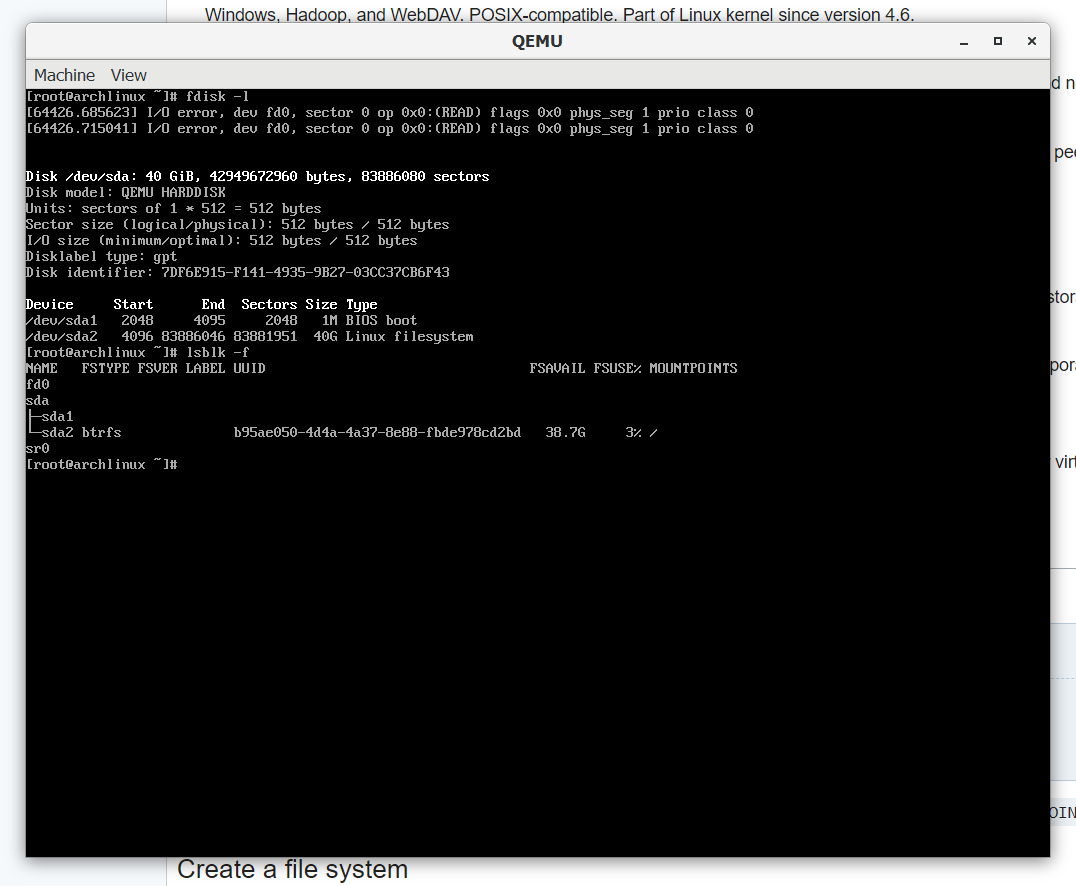 Windows, Hadoop, and WebDAV. POSIX-compatible. Part of Linux kernel since version 4.6.
QEMU
Machine View
[root@archlinux ~]# fdisk -l
[64426.685623] I/O error, dev fd0, sector 0 op 0x0:(READ) flags 0x0 phys_seg 1 prio class 0
[64426.715041] I/O error, dev fd0, sector 0 op 0x0:(READ) flags 0x0 phys_seg 1 prio class 0
Disk /dev/sda: 40 GiB, 42949672960 bytes, 83886080 sectors
Disk model: QEMU HARDDISK
Units: sectors of 1 * 512 = 512 bytes
Sector size (logical/physical): 512 bytes / 512 bytes
I/O size (minimum/optimal): 512 bytes / 512 bytes
Disklabel type: gpt
Disk identifier: 7DF6E915-F141-4935-9B27-03CC37CB6F43
Device Start End Sectors Size Type
/dev/sda1 2048 4095 2048 1M BIOS boot
/dev/sda2 4096 83886046 83881951 40G Linux filesystem
[root@archlinux ~]# lsblk -f
NAME FSTYPE FSVER LABEL UUID FSAVAIL FSUSE% MOUNTPOINTS
fd0
sda
├─sda1
└─sda2 btrfs b95ae050-4d4a-4a37-8e88-fbde978cd2bd 38.7G 3% /
sr0
[root@archlinux ~]#
Create a file system